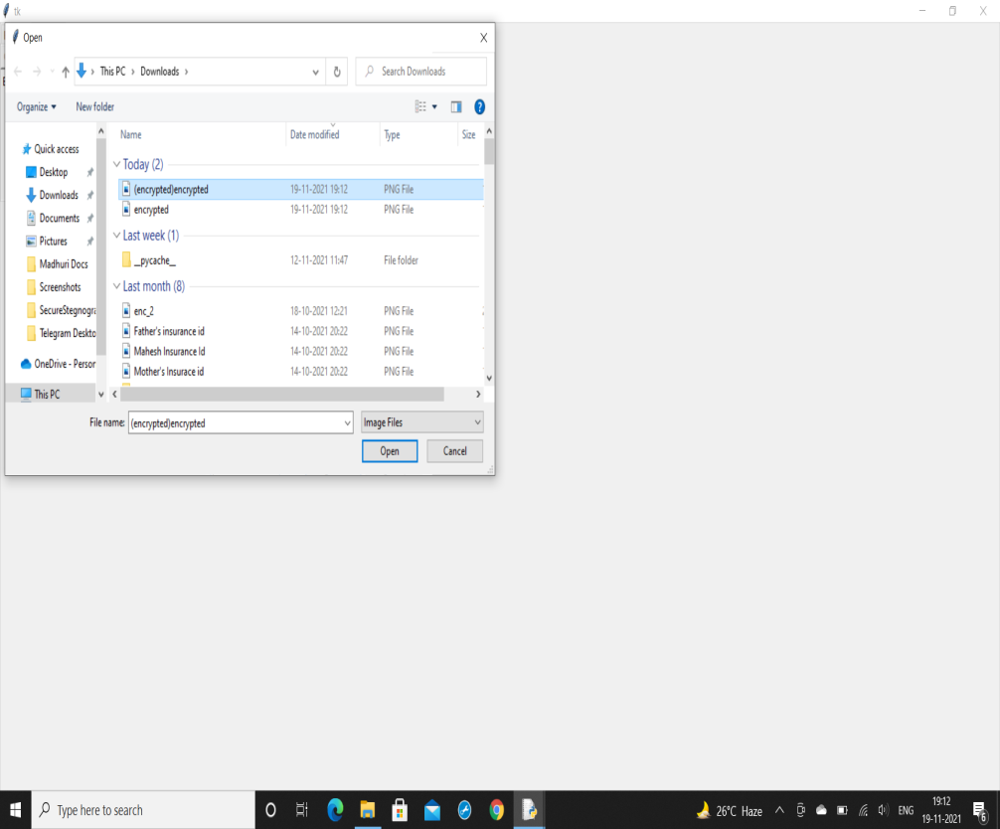 tk
Open
This PC › Downloads ›
Search Downloads
Organize
New folder
Name Date modified Type Size
Quick access
Desktop
Downloads
Documents
Pictures
Madhuri Docs
Screenshots
SecureStegnogra
Telegram Deskto
OneDrive - Person
This PC
Today (2)
(encrypted)encrypted 19-11-2021 19:12 PNG File
encrypted 19-11-2021 19:12 PNG File
Last week (1)
__pycache__ 12-11-2021 11:47 File folder
Last month (8)
enc_2 18-10-2021 12:21 PNG File
Father's insurance id 14-10-2021 20:22 PNG File
Mahesh Insurance Id 14-10-2021 20:22 PNG File
Mother's Insurace id 14-10-2021 20:22 PNG File
File name: (encrypted)encrypted
Image Files
Open
Cancel
Type here to search
26°C Haze
ENG
19:12
19-11-2021
6